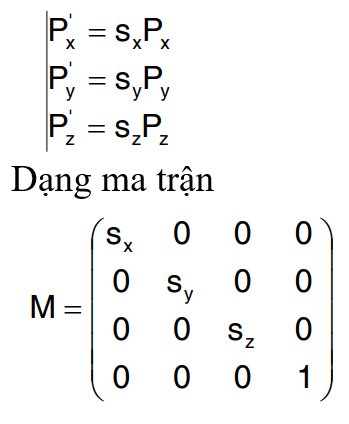 P'x = sxPx
P'y = syPy
P'z = szPz
Dạng ma trận
M = 
sx 0 0 0
0 sy 0 0
0 0 sz 0
0 0 0 1